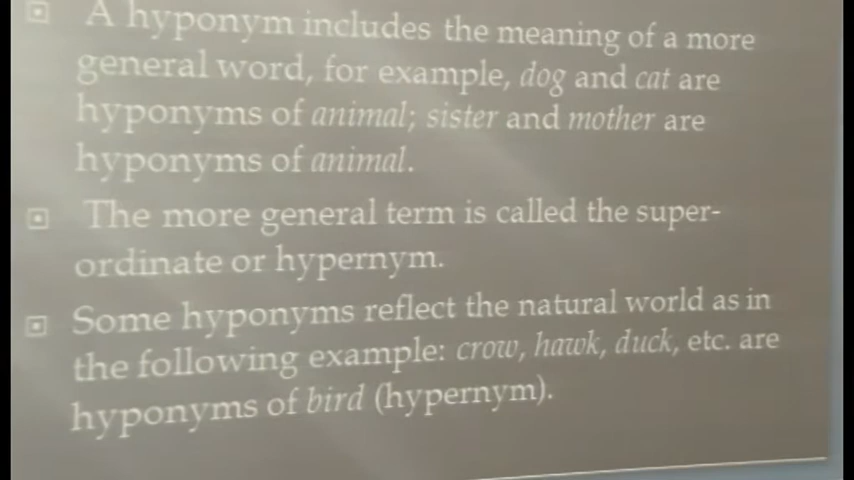 A hyponym includes the meaning of a more
general word, for example, dog and cat are
hyponyms of animal; sister and mother are
hyponyms of animal.
The more general term is called the super-
ordinate or hypernym.
Some hyponyms reflect the natural world as in
the following example: crow, hawk, duck, etc. are
hyponyms of bird (hypernym).